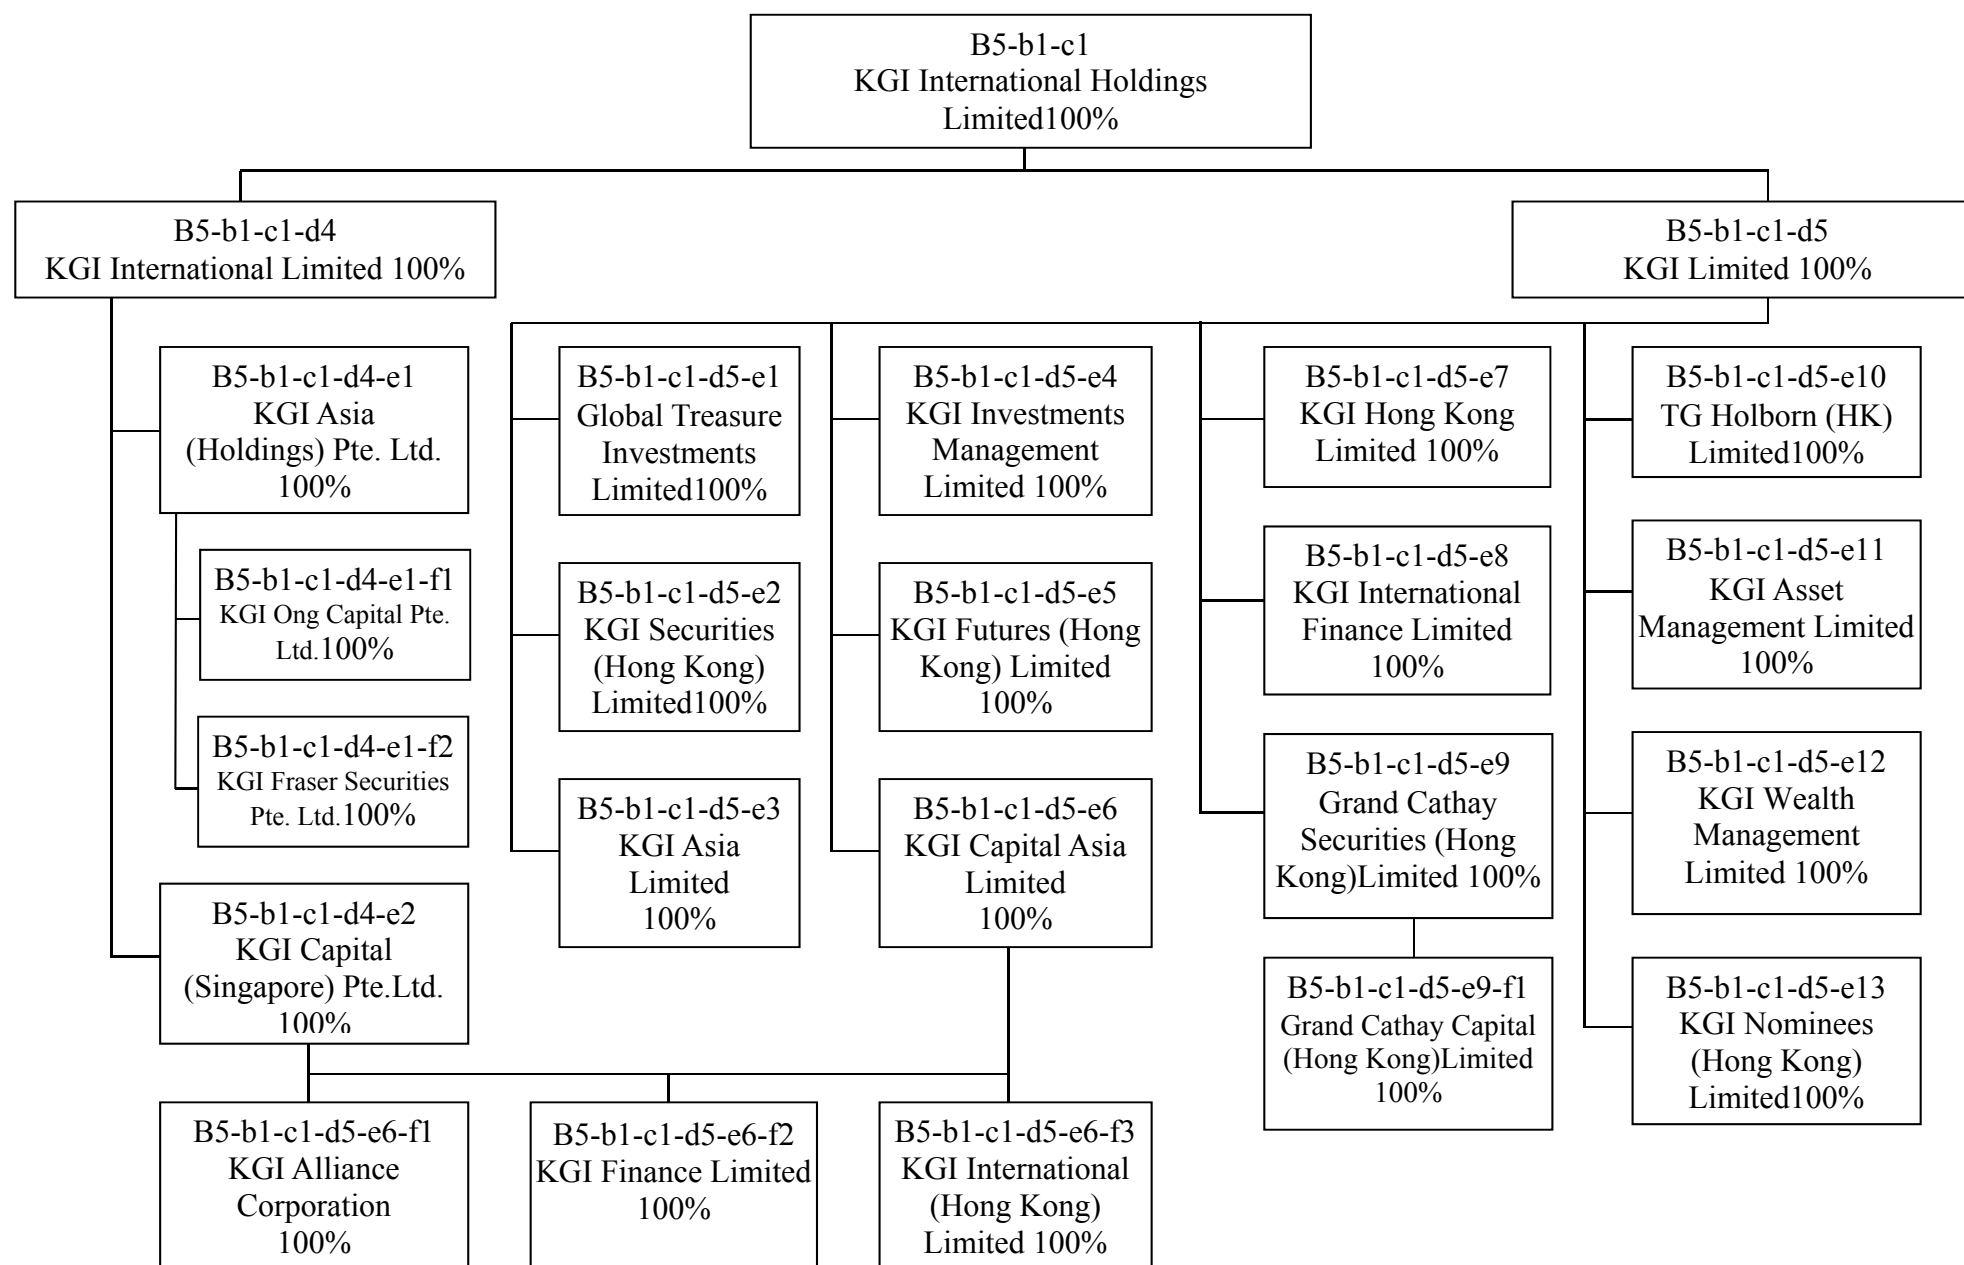 B5-b1-c1
KGI International Holdings
Limited100%
B5-b1-c1-d4
KGI International Limited 100%
B5-b1-c1-d5
KGI Limited 100%
B5-b1-c1-d4-e1
KGI Asia
(Holdings) Pte. Ltd.
100%
B5-b1-c1-d4-e1-f1
KGI Ong Capital Pte.
Ltd.100%
B5-b1-c1-d4-e1-f2
KGI Fraser Securities
Pte. Ltd.100%
B5-b1-c1-d4-e2
KGI Capital
(Singapore) Pte.Ltd.
100%
B5-b1-c1-d5-e1
Global Treasure
Investments
Limited100%
B5-b1-c1-d5-e2
KGI Securities
(Hong Kong)
Limited100%
B5-b1-c1-d5-e3
KGI Asia
Limited
100%
B5-b1-c1-d5-e4
KGI Investments
Management
Limited 100%
B5-b1-c1-d5-e5
KGI Futures (Hong
Kong) Limited
100%
B5-b1-c1-d5-e6
KGI Capital Asia
Limited
100%
B5-b1-c1-d5-e7
KGI Hong Kong
Limited 100%
B5-b1-c1-d5-e8
KGI International
Finance Limited
100%
B5-b1-c1-d5-e9
Grand Cathay
Securities (Hong
Kong)Limited 100%
B5-b1-c1-d5-e9-f1
Grand Cathay Capital
(Hong Kong)Limited
100%
B5-b1-c1-d5-e10
TG Holborn (HK)
Limited100%
B5-b1-c1-d5-e11
KGI Asset
Management Limited
100%
B5-b1-c1-d5-e12
KGI Wealth
Management
Limited 100%
B5-b1-c1-d5-e13
KGI Nominees
(Hong Kong)
Limited100%
B5-b1-c1-d5-e6-f1
KGI Alliance
Corporation
100%
B5-b1-c1-d5-e6-f2
KGI Finance Limited
100%
B5-b1-c1-d5-e6-f3
KGI International
(Hong Kong)
Limited 100%